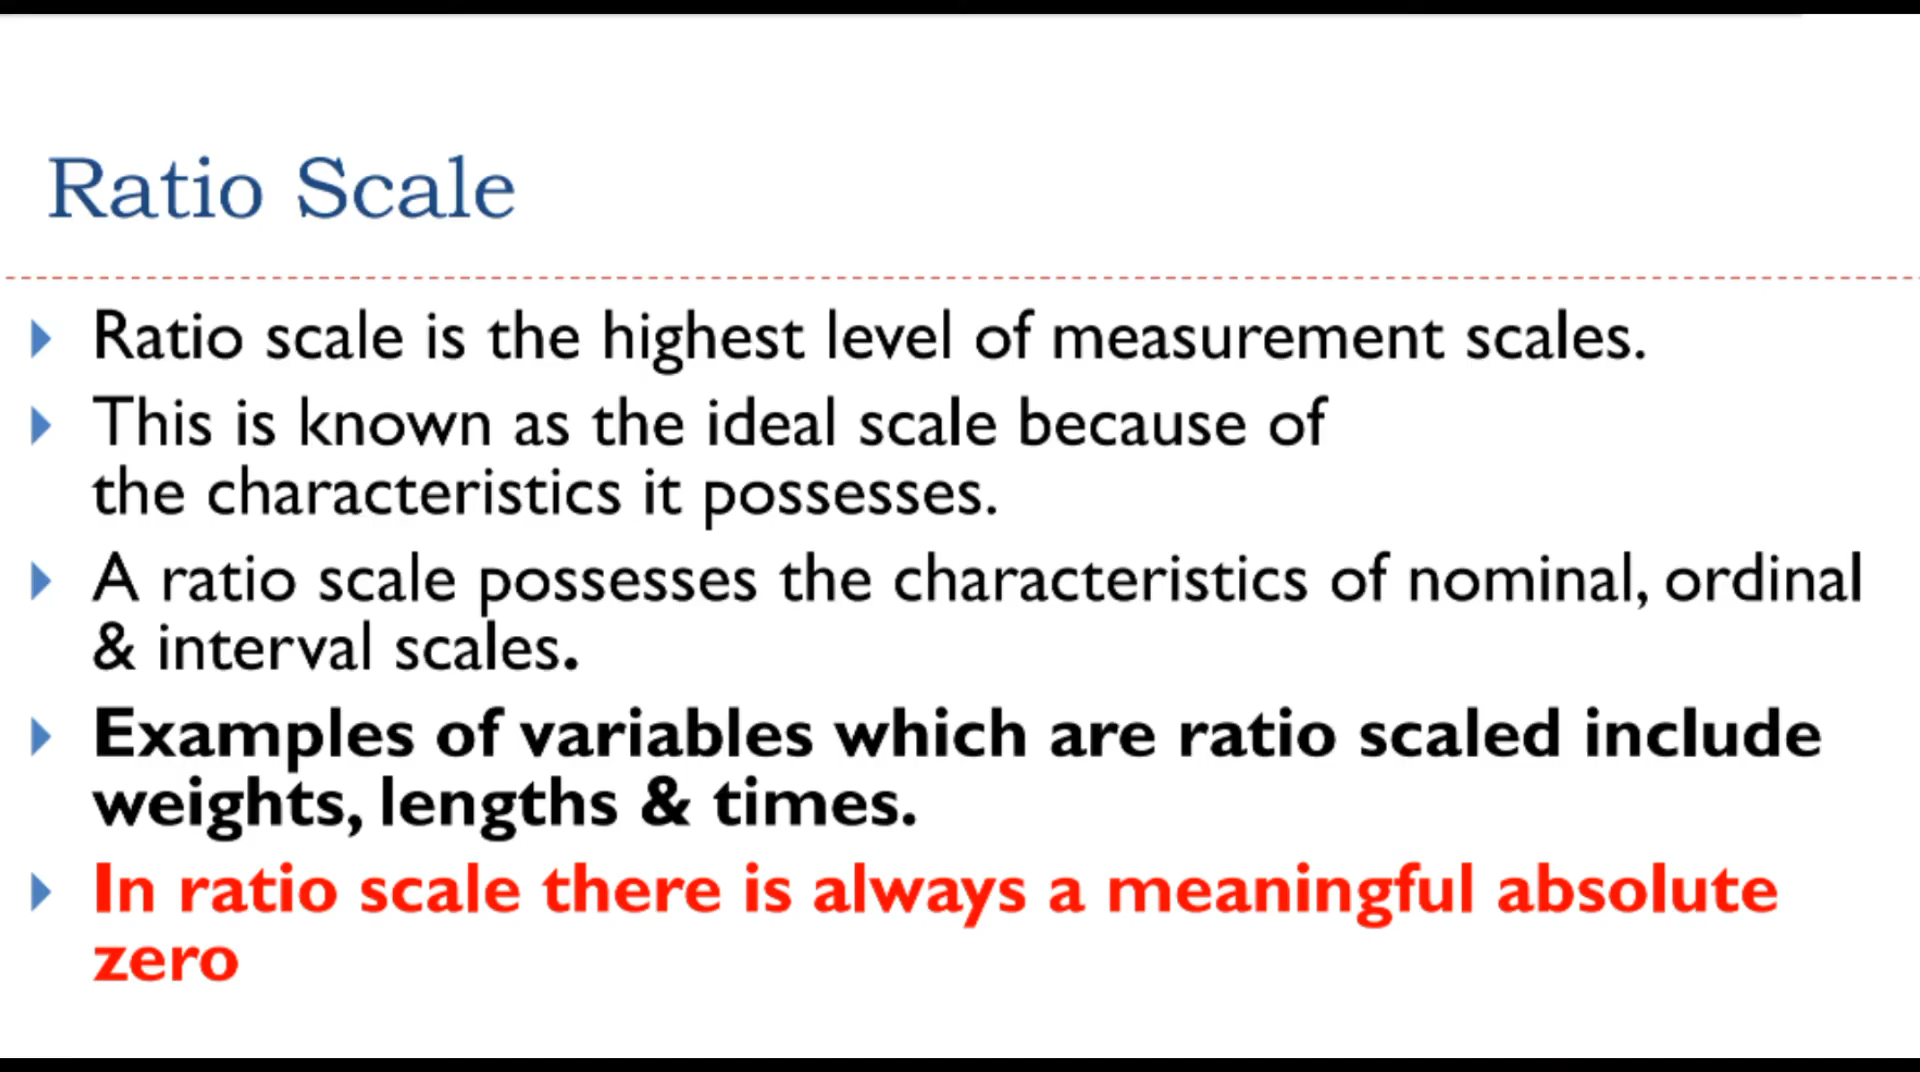 Ratio Scale
Ratio scale is the highest level of measurement scales.
This is known as the ideal scale because of
the characteristics it possesses.
A ratio scale possesses the characteristics of nominal, ordinal
& interval scales.
Examples of variables which are ratio scaled include
weights, lengths & times.
In ratio scale there is always a meaningful absolute
zero